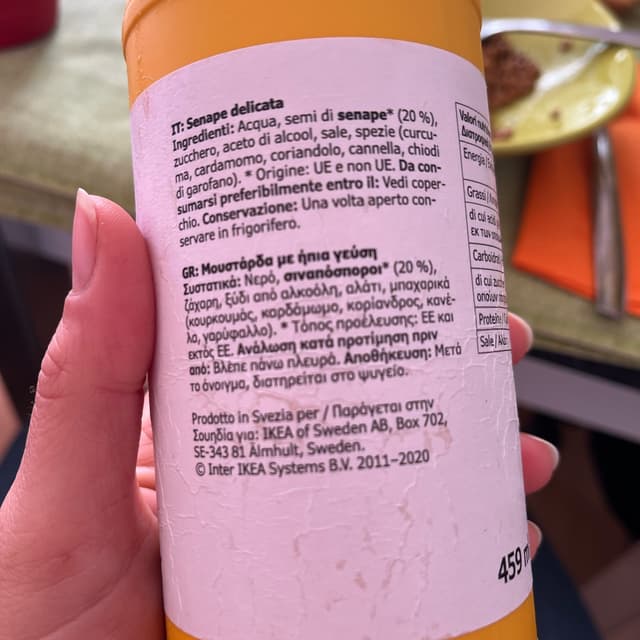 IT: Senape delicata
Ingredienti: Acqua, semi di senape* (20 %),
zucchero, aceto di alcool, sale, spezie (curcu-
ma, cardamomo, coriandolo, cannella, chiodi
di garofano). * Origine: UE e non UE. Da con-
sumarsi preferibilmente entro il: Vedi coper-
chio. Conservazione: Una volta aperto con-
servare in frigorifero.
GR: Μουστάρδα με ήπια γεύση
Συστατικά: Νερό, σιναπόσποροι* (20 %),
ζάχαρη, ξύδι από αλκοόλη, αλάτι, μπαχαρικά
(κουρκουμάς, καρδάμωμο, κορίανδρος, κανέ-
λα, γαρύφαλλο). * Τόπος προέλευσης: ΕΕ και
εκτός ΕΕ. Ανάλωση κατά προτίμηση πριν
από: Βλέπε πάνω πλευρά. Αποθήκευση: Μετά
το άνοιγμα, διατηρείται στο ψυγείο.
Prodotto in Svezia per / Παράγεται στην
Σουηδία για: IKEA of Sweden AB, Box 702,
SE-343 81 Älmhult, Sweden.
© Inter IKEA Systems B.V. 2011–2020
Valori
Energia /
Grassi /
di cui
εκ των
Carboidrati
di cui
οποίων
Proteine /
Sale /
459